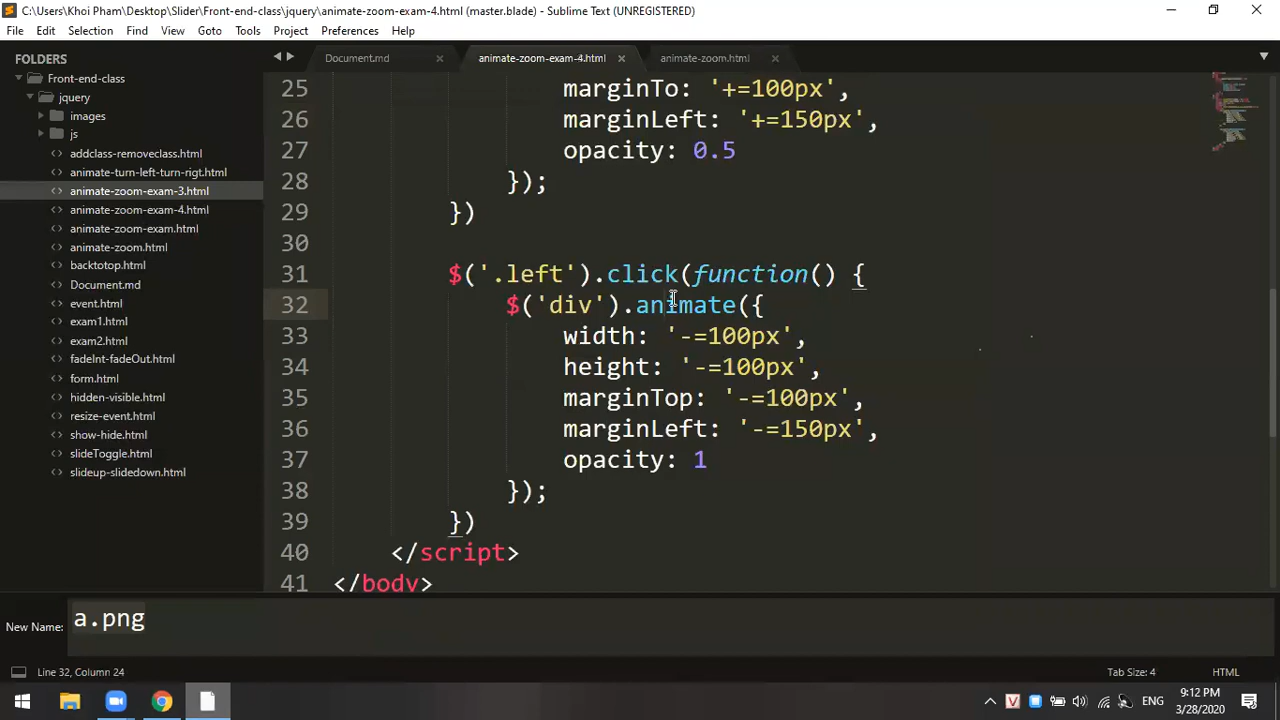 C:\Users\Khoi Pham\Desktop\Slider\Front-end-class\jquery\animate-zoom-exam-4.html (master.blade) - Sublime Text (UNREGISTERED)
File Edit Selection Find View Goto Tools Project Preferences Help
FOLDERS
Front-end-class
jquery
images
js
addclass-removeclass.html
animate-turn-left-turn-rigt.html
animate-zoom-exam-3.html
animate-zoom-exam-4.html
animate-zoom-exam.html
animate-zoom.html
backtotop.html
Document.md
event.html
exam1.html
exam2.html
fadeInt-fadeOut.html
form.html
hidden-visible.html
resize-event.html
show-hide.html
slideToggle.html
slideup-slidedown.html
Document.md animate-zoom-exam-4.html animate-zoom.html
25 marginTo: '+=100px',
26 marginLeft: '+=150px',
27 opacity: 0.5
28 });
29 })
30
31 $('.left').click(function() {
32 $('div').animate({
33 width: '-=100px',
34 height: '-=100px',
35 marginTop: '-=100px',
36 marginLeft: '-=150px',
37 opacity: 1
38 });
39 })
40 </script>
41 </body>
New Name: a.png
Line 32, Column 24 Tab Size: 4 HTML
ENG 9:12 PM
3/28/2020